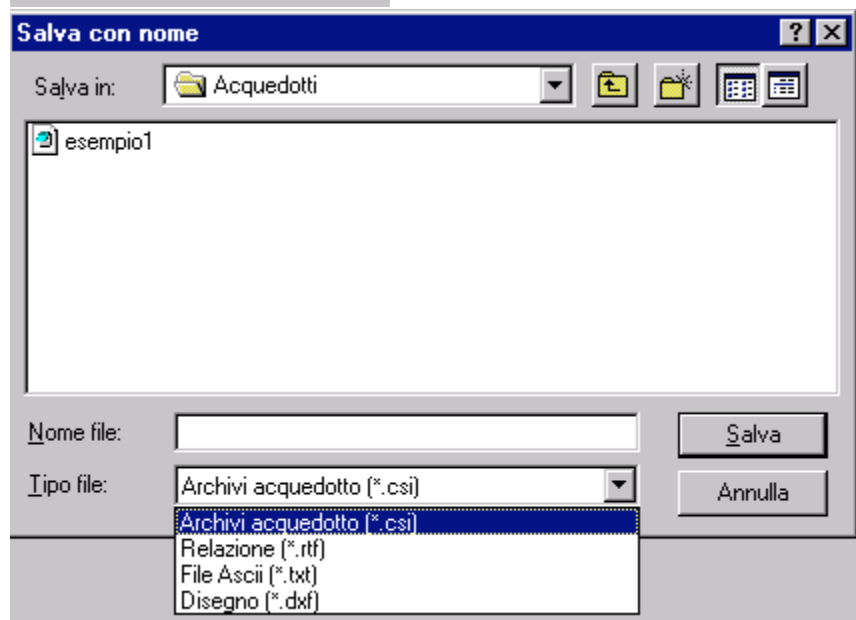 Salva con nome
Salva in: Acquedotti
esempio1
Nome file: Salva
Tipo file: Archivi acquedotto (*.csi) Annulla
Archivi acquedotto (*.csi)
Relazione (*.rtf)
File Ascii (*.txt)
Disegno (*.dxf)